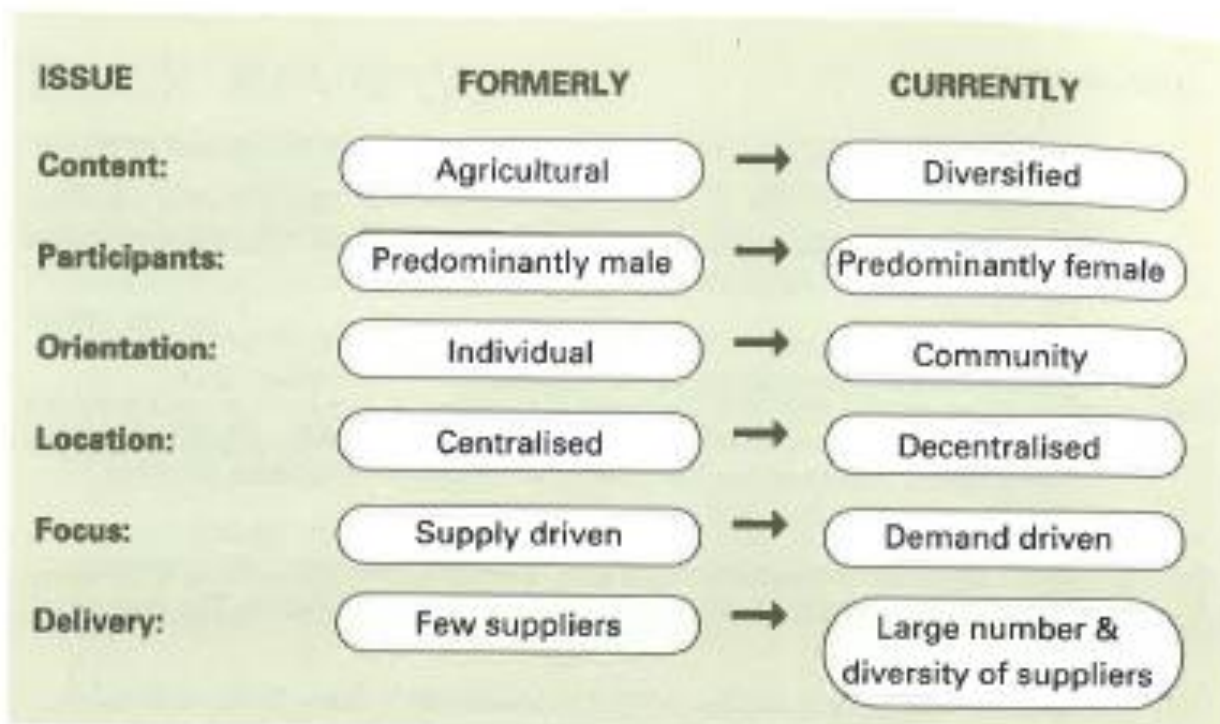 ISSUE FORMERLY CURRENTLY
Content: Agricultural → Diversified
Participants: Predominantly male → Predominantly female
Orientation: Individual → Community
Location: Centralised → Decentralised
Focus: Supply driven → Demand driven
Delivery: Few suppliers → Large number &
diversity of suppliers